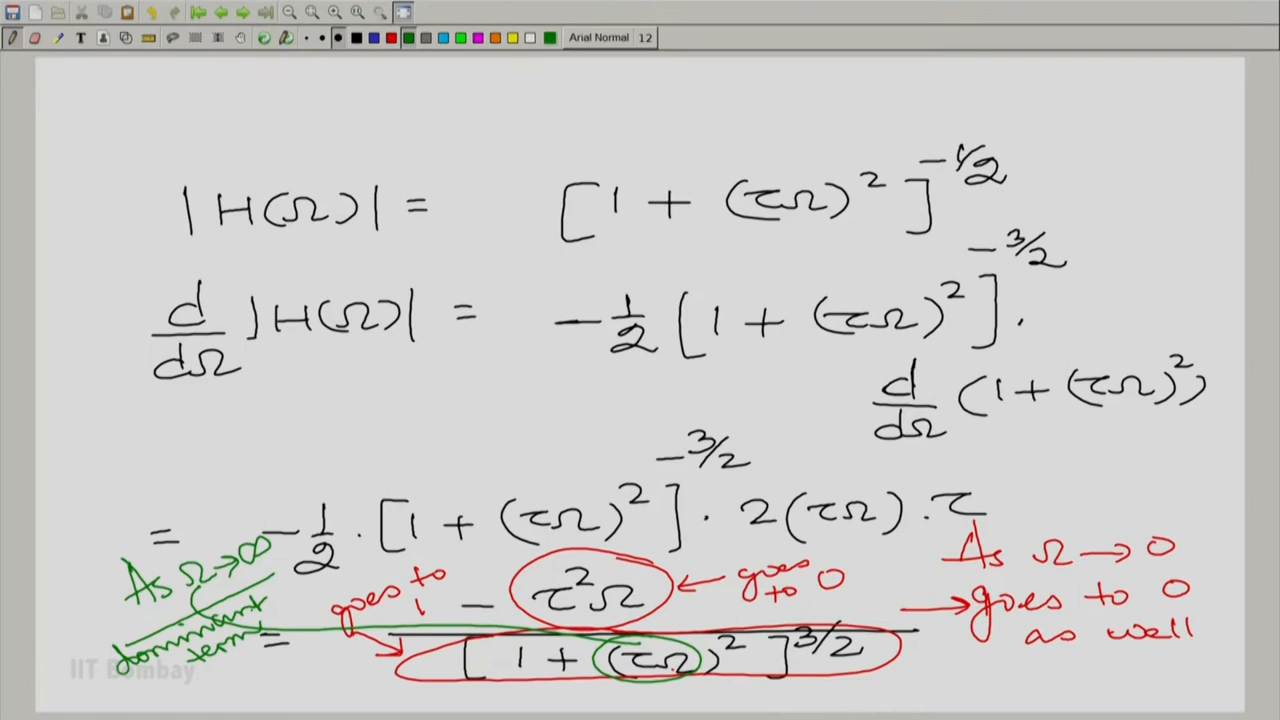 Arial Normal 12
|H(Ω)| = [1 + (τΩ)²]^{-1/2}
d/dΩ |H(Ω)| = -1/2 [1 + (τΩ)²]^{-3/2} .
d/dΩ (1 + (τΩ)²)
= -1/2 . [1 + (τΩ)²]^{-3/2} . 2(τΩ) . τ
= - τ²Ω / [1 + (τΩ)²]^{3/2}
As Ω → ∞
dominant
term
goes to
1
← goes
to 0
As Ω → 0
→ goes to 0
as well
IIT Bombay